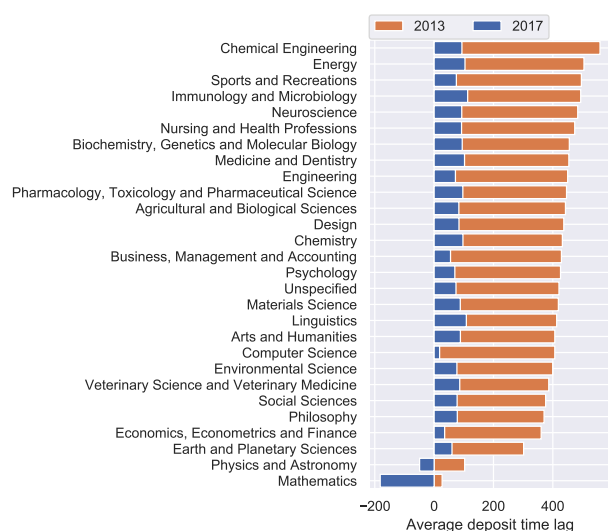 2013 2017
Chemical Engineering
Energy
Sports and Recreations
Immunology and Microbiology
Neuroscience
Nursing and Health Professions
Biochemistry, Genetics and Molecular Biology
Medicine and Dentistry
Engineering
Pharmacology, Toxicology and Pharmaceutical Science
Agricultural and Biological Sciences
Design
Chemistry
Business, Management and Accounting
Psychology
Unspecified
Materials Science
Linguistics
Arts and Humanities
Computer Science
Environmental Science
Veterinary Science and Veterinary Medicine
Social Sciences
Philosophy
Economics, Econometrics and Finance
Earth and Planetary Sciences
Physics and Astronomy
Mathematics
−200 0 200 400
Average deposit time lag